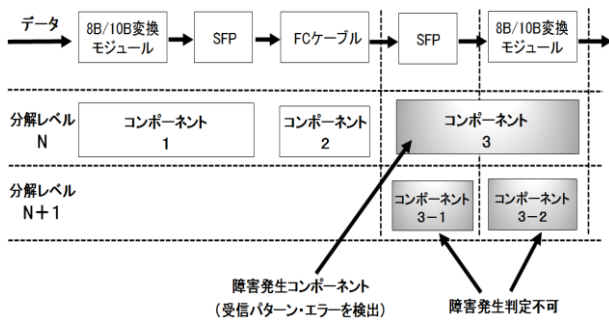 データ
8B/10B変換
モジュール
SFP
FCケーブル
SFP
8B/10B変換
モジュール
分解レベル
N
コンポーネント
1
コンポーネント
2
コンポーネント
3
分解レベル
N+1
コンポーネント
3-1
コンポーネント
3-2
障害発生コンポーネント
(受信パターン・エラーを検出)
障害発生判定不可